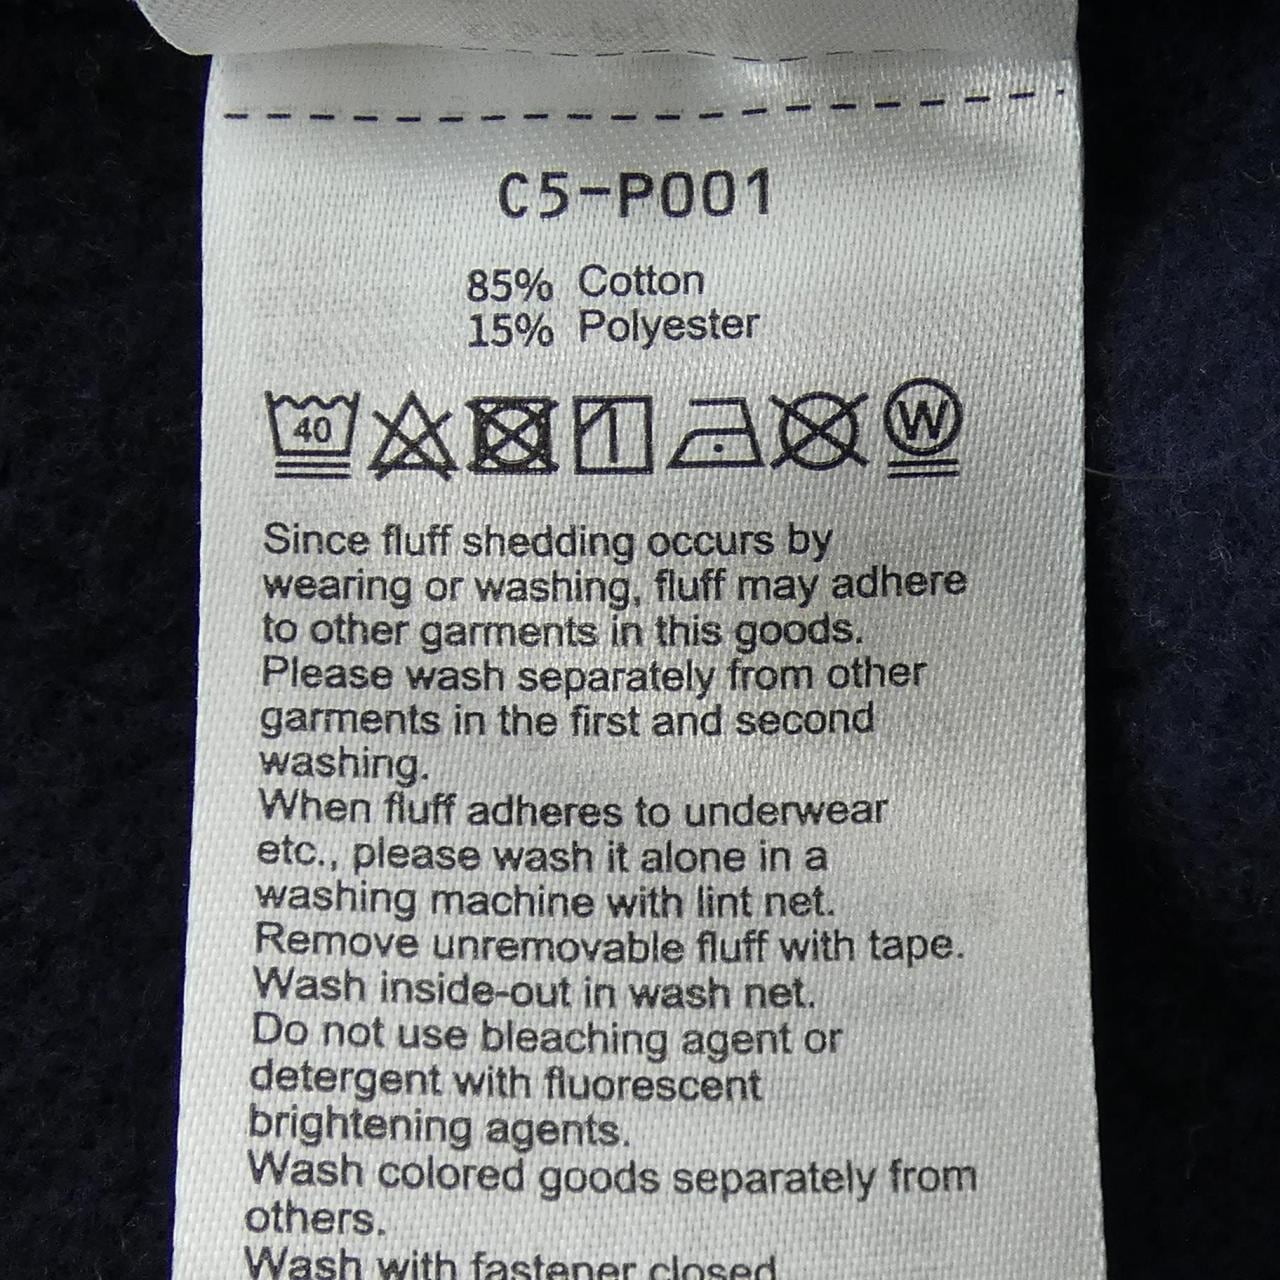 C5-P001
85% Cotton
15% Polyester
40 W
Since fluff shedding occurs by
wearing or washing, fluff may adhere
to other garments in this goods.
Please wash separately from other
garments in the first and second
washing.
When fluff adheres to underwear
etc., please wash it alone in a
washing machine with lint net.
Remove unremovable fluff with tape.
Wash inside-out in wash net.
Do not use bleaching agent or
detergent with fluorescent
brightening agents.
Wash colored goods separately from
others.
Wash with fastener closed